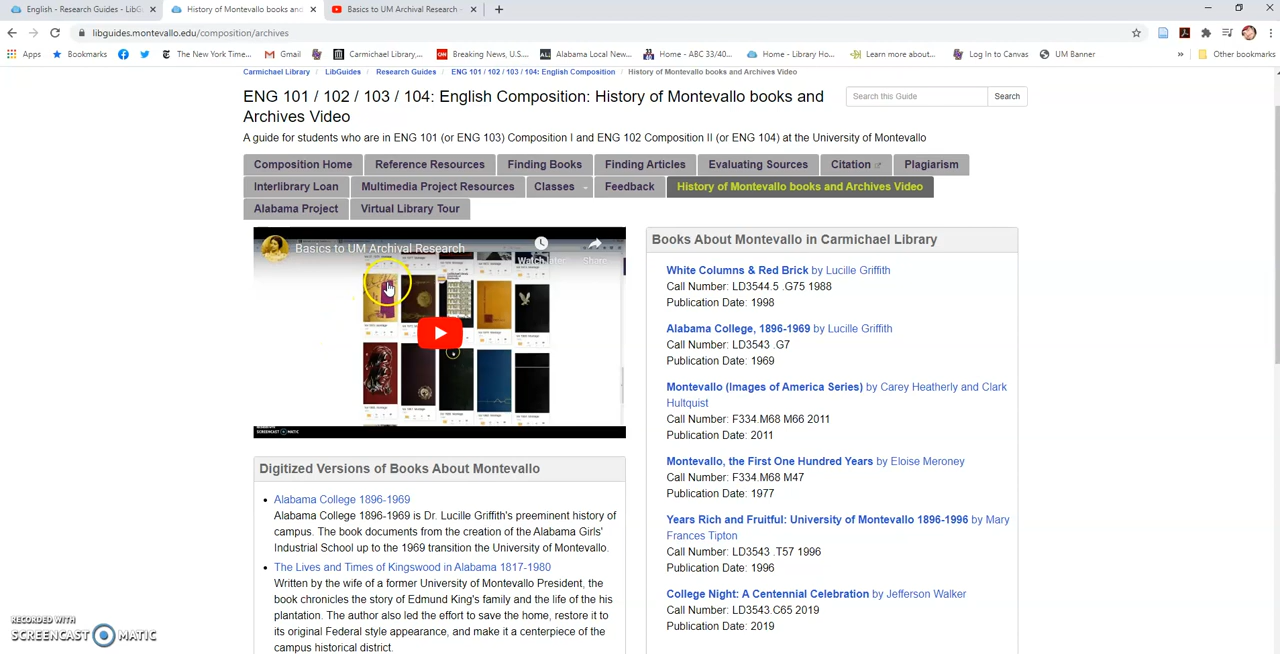 English - Research Guides - LibG
History of Montevallo books and
Basics to UM Archival Research
libguides.montevallo.edu/composition/archives
Apps
Bookmarks
The New York Time...
Gmail
Carmichael Library,...
Breaking News, U.S....
Alabama Local New...
Home - ABC 33/40...
Home - Library Ho...
Learn more about...
Log In to Canvas
UM Banner
»
Other bookmarks
Carmichael Library
LibGuides
Research Guides
ENG 101 / 102 / 103 / 104: English Composition
History of Montevallo books and Archives Video
ENG 101 / 102 / 103 / 104: English Composition: History of Montevallo books and
Archives Video
Search this Guide
Search
A guide for students who are in ENG 101 (or ENG 103) Composition I and ENG 102 Composition II (or ENG 104) at the University of Montevallo
Composition Home
Reference Resources
Finding Books
Finding Articles
Evaluating Sources
Citation
Plagiarism
Interlibrary Loan
Multimedia Project Resources
Classes
Feedback
History of Montevallo books and Archives Video
Alabama Project
Virtual Library Tour
Basics to UM Archival Research
Watch later
Share
SCREENCAST MATIC
Digitized Versions of Books About Montevallo
• Alabama College 1896-1969
Alabama College 1896-1969 is Dr. Lucille Griffith's preeminent history of
campus. The book documents from the creation of the Alabama Girls'
Industrial School up to the 1969 transition the University of Montevallo.
• The Lives and Times of Kingswood in Alabama 1817-1980
Written by the wife of a former University of Montevallo President, the
book chronicles the story of Edmund King's family and the life of the his
plantation. The author also led the effort to save the home, restore it to
its original Federal style appearance, and make it a centerpiece of the
campus historical district.
Books About Montevallo in Carmichael Library
White Columns & Red Brick by Lucille Griffith
Call Number: LD3544.5 .G75 1988
Publication Date: 1998
Alabama College, 1896-1969 by Lucille Griffith
Call Number: LD3543 .G7
Publication Date: 1969
Montevallo (Images of America Series) by Carey Heatherly and Clark
Hultquist
Call Number: F334.M68 M66 2011
Publication Date: 2011
Montevallo, the First One Hundred Years by Eloise Meroney
Call Number: F334.M68 M47
Publication Date: 1977
Years Rich and Fruitful: University of Montevallo 1896-1996 by Mary
Frances Tipton
Call Number: LD3543 .T57 1996
Publication Date: 1996
College Night: A Centennial Celebration by Jefferson Walker
Call Number: LD3543.C65 2019
Publication Date: 2019
RECORDED WITH
SCREENCAST MATIC